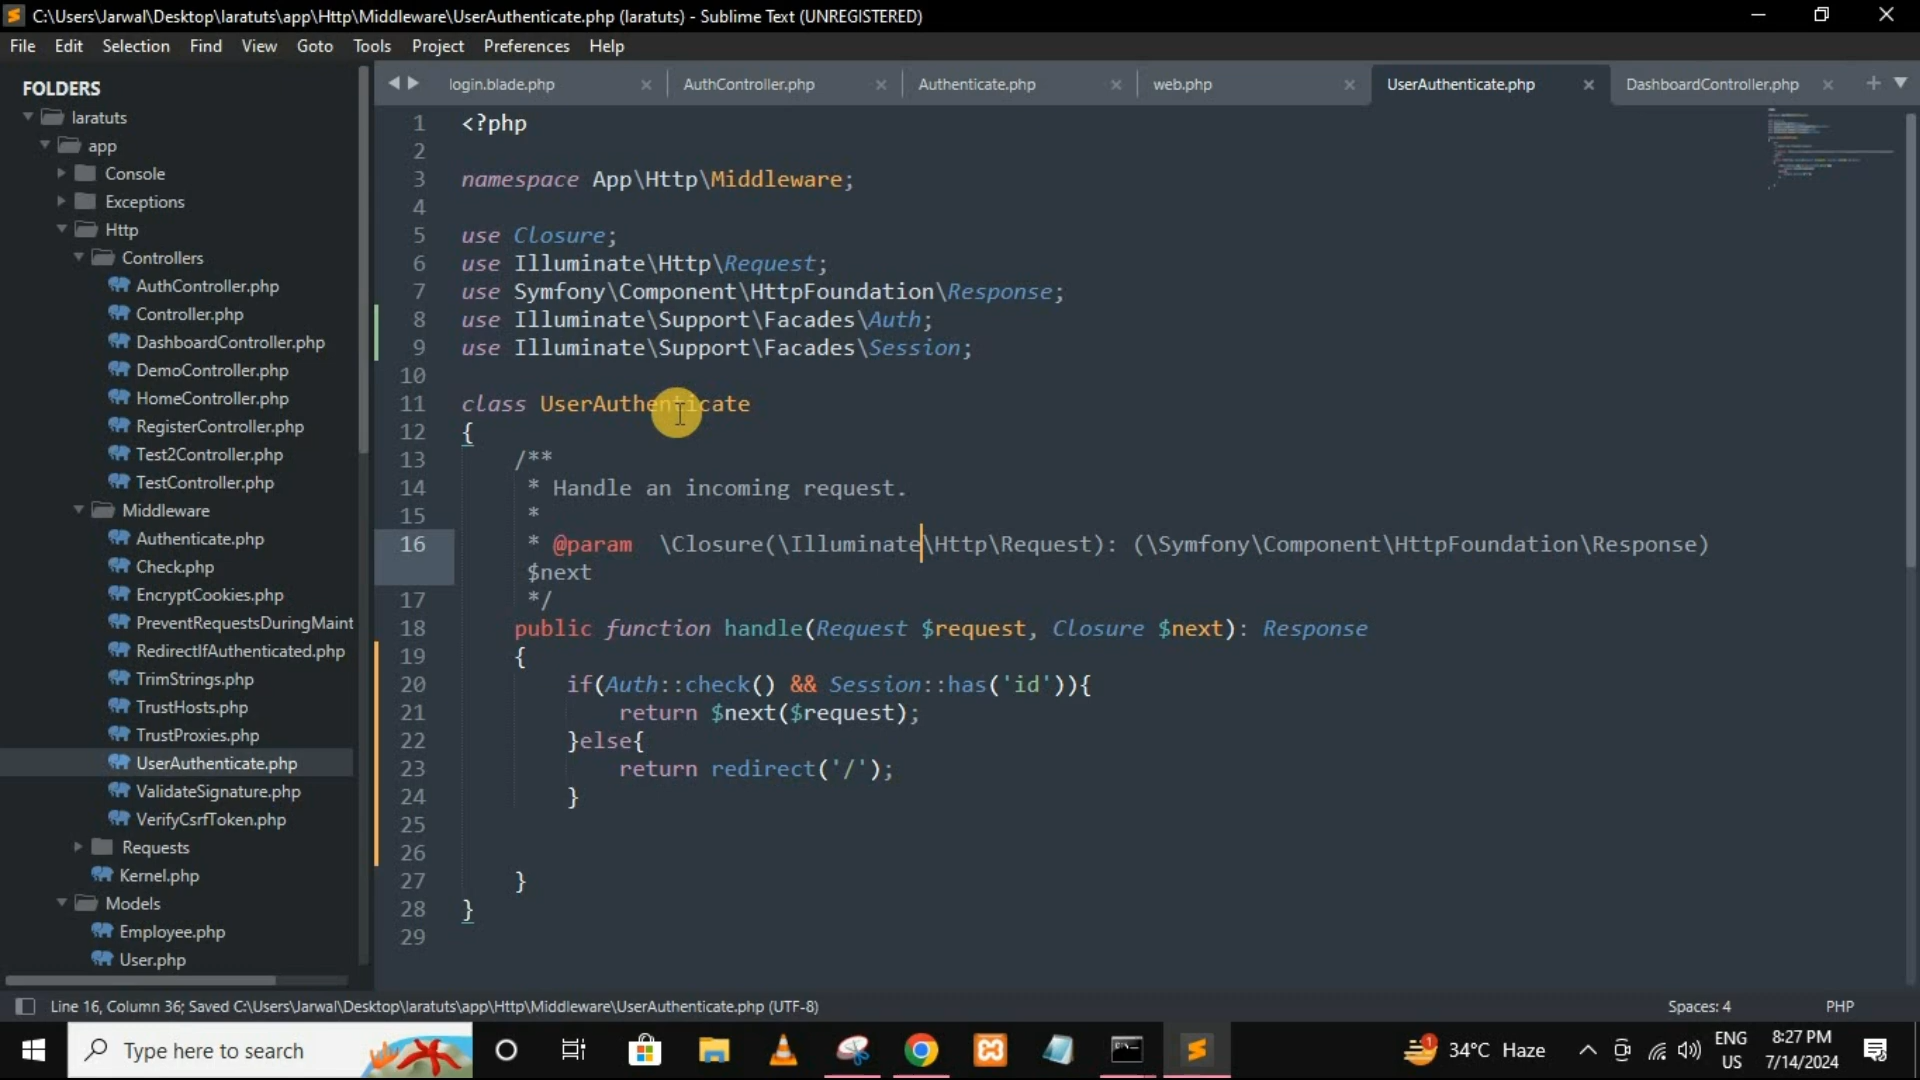 C:\Users\Jarwal\Desktop\laratuts\app\Http\Middleware\UserAuthenticate.php (laratuts) - Sublime Text (UNREGISTERED)
File Edit Selection Find View Goto Tools Project Preferences Help
FOLDERS
laratuts
app
Console
Exceptions
Http
Controllers
AuthController.php
Controller.php
DashboardController.php
DemoController.php
HomeController.php
RegisterController.php
Test2Controller.php
TestController.php
Middleware
Authenticate.php
Check.php
EncryptCookies.php
PreventRequestsDuringMaint
RedirectIfAuthenticated.php
TrimStrings.php
TrustHosts.php
TrustProxies.php
UserAuthenticate.php
ValidateSignature.php
VerifyCsrfToken.php
Requests
Kernel.php
Models
Employee.php
User.php
login.blade.php AuthController.php Authenticate.php web.php UserAuthenticate.php DashboardController.php
1 <?php
2
3 namespace App\Http\Middleware;
4
5 use Closure;
6 use Illuminate\Http\Request;
7 use Symfony\Component\HttpFoundation\Response;
8 use Illuminate\Support\Facades\Auth;
9 use Illuminate\Support\Facades\Session;
10
11 class UserAuthenticate
12 {
13 /**
14 * Handle an incoming request.
15 *
16 * @param  \Closure(\Illuminate\Http\Request): (\Symfony\Component\HttpFoundation\Response)
$next
17 */
18 public function handle(Request $request, Closure $next): Response
19 {
20 if(Auth::check() && Session::has('id')){
21 return $next($request);
22 }else{
23 return redirect('/');
24 }
25
26
27 }
28 }
29
Line 16, Column 36; Saved C:\Users\Jarwal\Desktop\laratuts\app\Http\Middleware\UserAuthenticate.php (UTF-8) Spaces: 4 PHP
Type here to search
1
34°C Haze
ENG
US
8:27 PM
7/14/2024